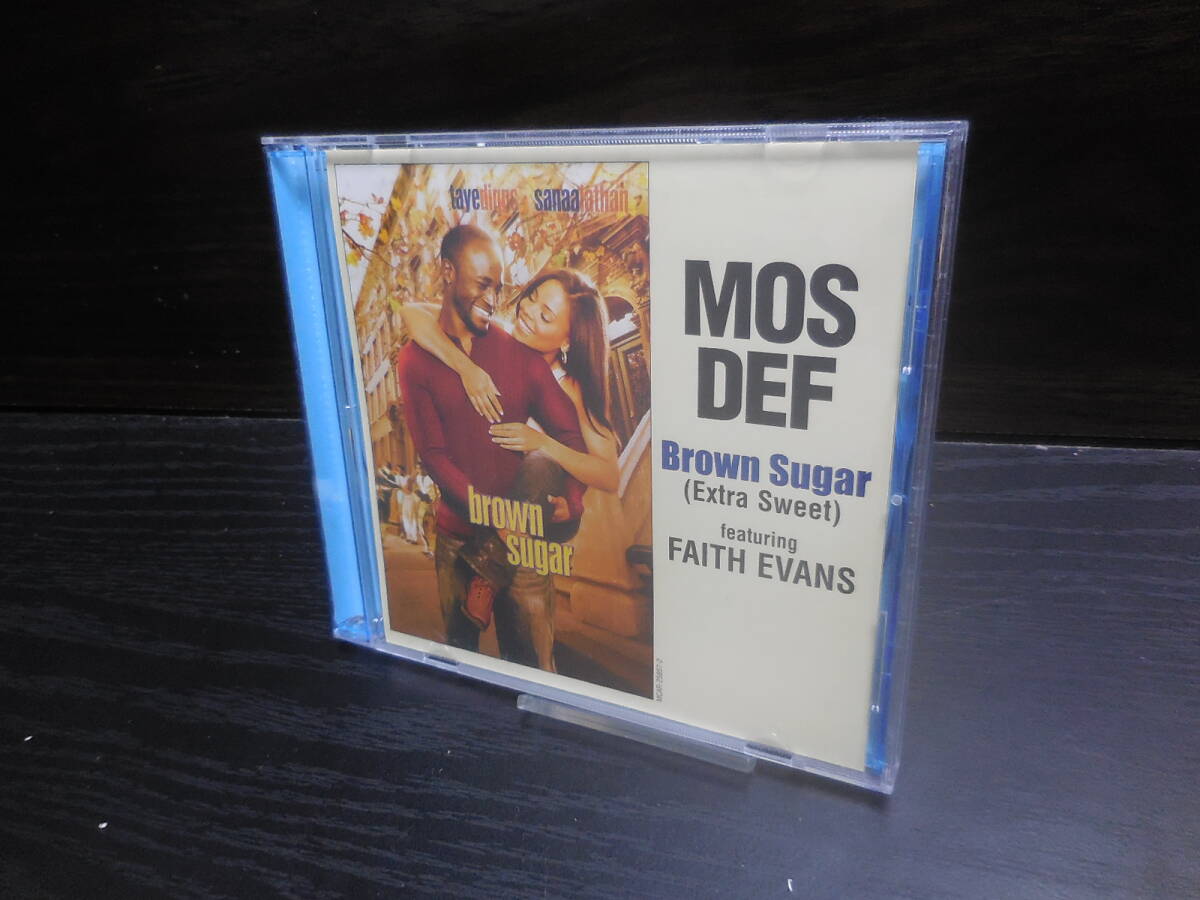 tayediggs sanaalathan
brown
sugar
MOS
DEF
Brown Sugar
(Extra Sweet)
featuring
FAITH EVANS